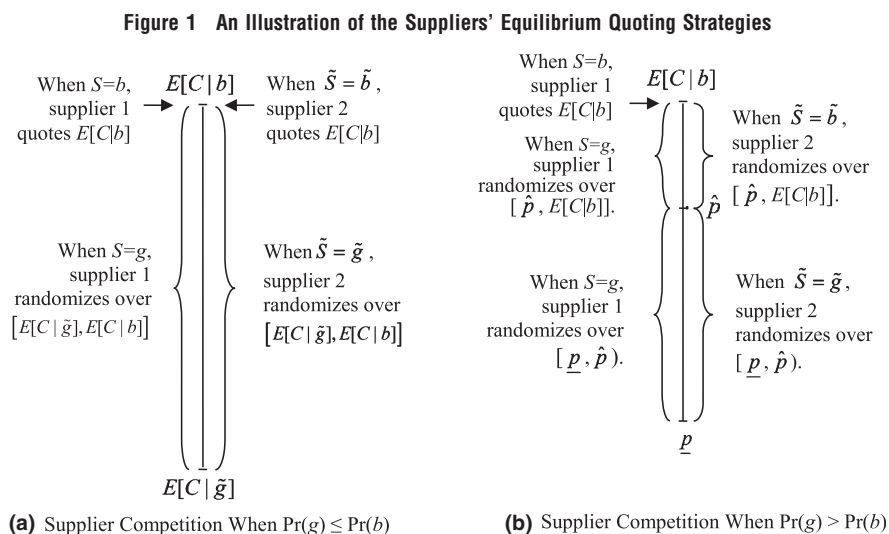 Figure 1 An Illustration of the Suppliers' Equilibrium Quoting Strategies
When S=b,
supplier 1
quotes E[C|b]
E[C|b]
When S̃ = b̃,
supplier 2
quotes E[C|b]
When S=g,
supplier 1
randomizes over
[E[C|g̃],E[C|b]]
When S̃ = g̃,
supplier 2
randomizes over
[E[C|g̃],E[C|b]]
E[C|g̃]
(a) Supplier Competition When Pr(g) ≤ Pr(b)
When S=b,
supplier 1
quotes E[C|b]
E[C|b]
When S=g,
supplier 1
randomizes over
[p̂, E[C|b]].
When S̃ = b̃,
supplier 2
randomizes over
[p̂, E[C|b]].
p̂
When S=g,
supplier 1
randomizes over
[p̲, p̂).
When S̃ = g̃,
supplier 2
randomizes over
[p̲, p̂).
p̲
(b) Supplier Competition When Pr(g) > Pr(b)